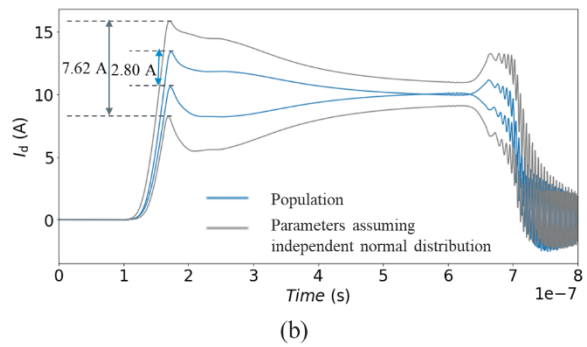 15
7.62 A 2.80 A
10
I_d (A)
5
0
Population
Parameters assuming
independent normal distribution
0 1 2 3 4 5 6 7 8
Time (s)
1e−7
(b)